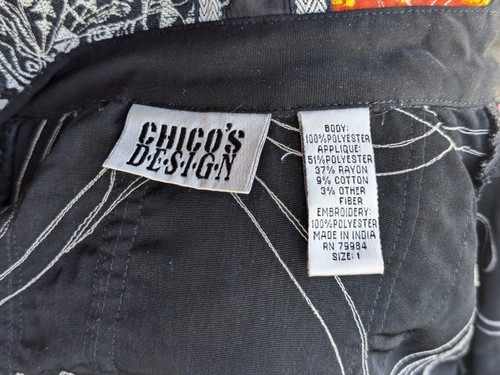 CHICO'S
D·E·S·I·G·N
BODY:
100%POLYESTER
APPLIQUE:
51%POLYESTER
37% RAYON
9% COTTON
3% OTHER
FIBER
EMBROIDERY:
100%POLYESTER
MADE IN INDIA
RN 79984
SIZE: 1